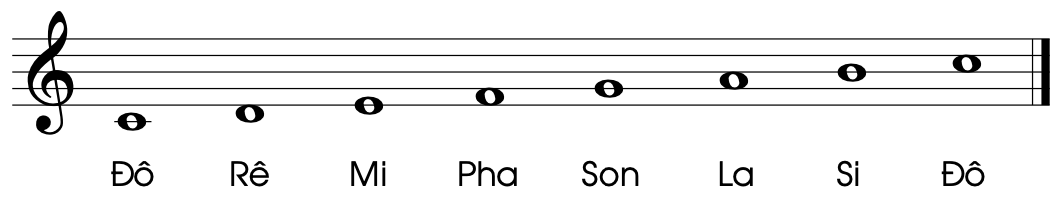 Đô Rê Mi Pha Son La Si Đô